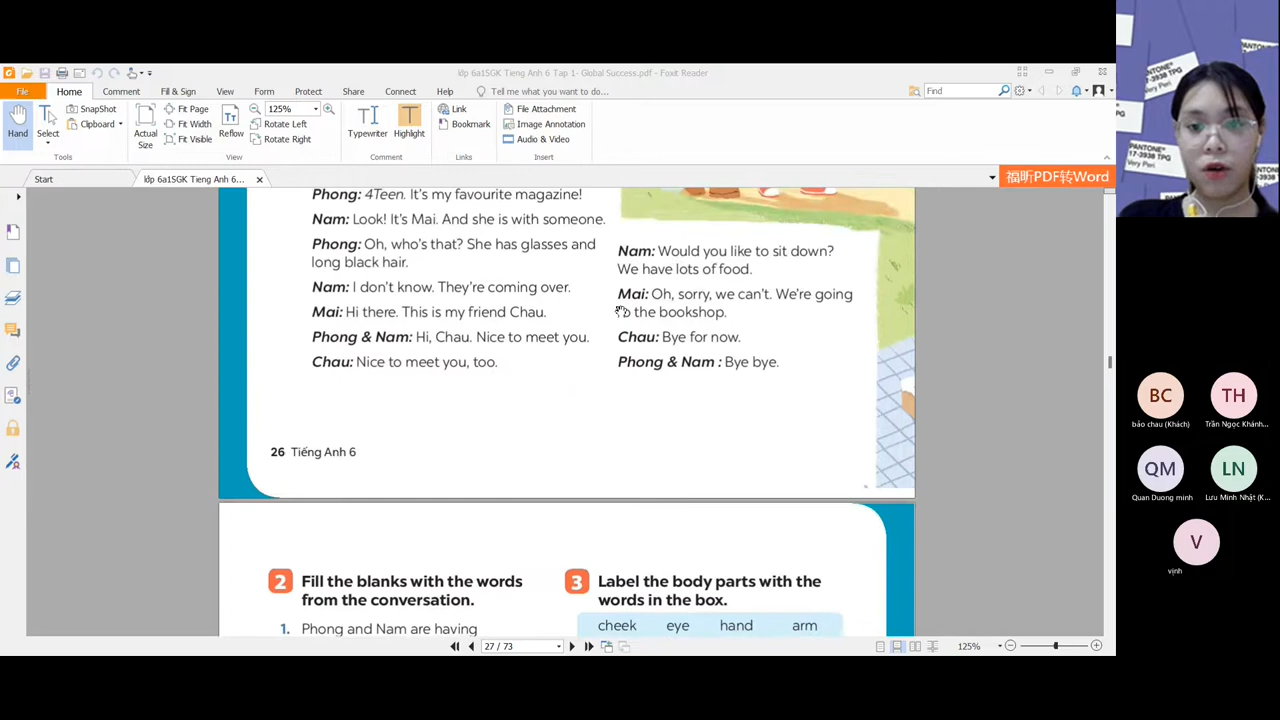 lớp 6a1SGK Tieng Anh 6 Tap 1- Global Success.pdf - Foxit Reader
File Home Comment Fill & Sign View Form Protect Share Connect Help Tell me what you want to do... Find
Hand
Select
SnapShot
Clipboard
Tools
Actual Size
Fit Page
Fit Width
Fit Visible
Reflow
125%
Rotate Left
Rotate Right
View
Typewriter
Highlight
Comment
Link
Bookmark
Links
File Attachment
Image Annotation
Audio & Video
Insert
Start
lớp 6a1SGK Tieng Anh 6...
福昕PDF转Word
Phong: 4Teen. It's my favourite magazine!
Nam: Look! It's Mai. And she is with someone.
Phong: Oh, who's that? She has glasses and
long black hair.
Nam: I don't know. They're coming over.
Mai: Hi there. This is my friend Chau.
Phong & Nam: Hi, Chau. Nice to meet you.
Chau: Nice to meet you, too.
Nam: Would you like to sit down?
We have lots of food.
Mai: Oh, sorry, we can't. We're going
to the bookshop.
Chau: Bye for now.
Phong & Nam : Bye bye.
26 Tiếng Anh 6
2 Fill the blanks with the words
from the conversation.
1. Phong and Nam are having
3 Label the body parts with the
words in the box.
cheek eye hand arm
27 / 73
125%
PANTONE®
17-3938 TPG
Very Peri
BC
bảo chau (Khách)
TH
Trần Ngọc Khánh...
QM
Quan Duong minh
LN
Lưu Minh Nhật (K...
V
vịnh